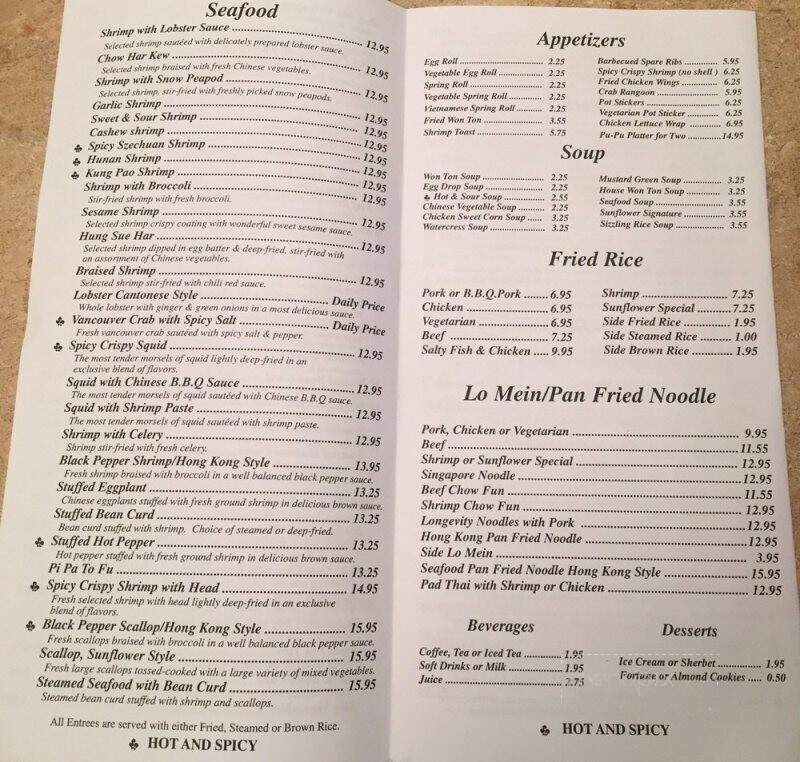 Seafood
Shrimp with Lobster Sauce 12.95
Selected shrimp sautéed with delicately prepared lobster sauce.
Chow Har Kew 12.95
Selected shrimp braised with fresh Chinese vegetables.
Shrimp with Snow Peapod 12.95
Selected shrimp, stir-fried with freshly picked snow peapods.
Garlic Shrimp 12.95
Sweet & Sour Shrimp 12.95
Cashew shrimp 12.95
♣ Spicy Szechuan Shrimp 12.95
♣ Hunan Shrimp 12.95
♣ Kung Pao Shrimp 12.95
Shrimp with Broccoli 12.95
Stir-fried shrimp with fresh broccoli.
Sesame Shrimp 12.95
Selected shrimp crispy coating with wonderful sweet sesame sauce.
Hung Sue Har 12.95
Selected shrimp dipped in egg batter & deep-fried, stir-fried with
an assortment of Chinese vegetables.
Braised Shrimp 12.95
Selected shrimp stir-fried with chili red sauce.
Lobster Cantonese Style Daily Price
Whole lobster with ginger & green onions in a most delicious sauce.
♣ Vancouver Crab with Spicy Salt Daily Price
Fresh vancouver crab sautéed with spicy salt & pepper.
♣ Spicy Crispy Squid 12.95
The most tender morsels of squid lightly deep-fried in an
exclusive blend of flavors.
Squid with Chinese B.B.Q Sauce 12.95
The most tender morsels of squid sautéed with Chinese B.B.Q sauce.
Squid with Shrimp Paste 12.95
The most tender morsels of squid sautéed with shrimp paste.
Shrimp with Celery 12.95
Shrimp stir-fried with fresh celery.
Black Pepper Shrimp/Hong Kong Style 13.95
Fresh shrimp braised with broccoli in a well balanced black pepper sauce.
Stuffed Eggplant 13.25
Chinese eggplants stuffed with fresh ground shrimp in delicious brown sauce.
Stuffed Bean Curd 13.25
Bean curd stuffed with shrimp. Choice of steamed or deep-fried.
♣ Stuffed Hot Pepper 13.25
Hot pepper stuffed with fresh ground shrimp in delicious brown sauce.
Pi Pa To Fu 13.25
♣ Spicy Crispy Shrimp with Head 14.95
Fresh selected shrimp with head lightly deep-fried in an exclusive
blend of flavors.
♣ Black Pepper Scallop/Hong Kong Style 15.95
Fresh scallops braised with broccoli in a well balanced black pepper sauce.
Scallop, Sunflower Style 15.95
Fresh large scallops tossed-cooked with a large variety of mixed vegetables.
Steamed Seafood with Bean Curd 15.95
Steamed bean curd stuffed with shrimp and scallops.
All Entrees are served with either Fried, Steamed or Brown Rice.
♣ HOT AND SPICY
Appetizers
Egg Roll 2.25
Vegetable Egg Roll 2.25
Spring Roll 2.25
Vegetable Spring Roll 2.25
Vietnamese Spring Roll 2.25
Fried Won Ton 3.55
Shrimp Toast 5.75
Barbecued Spare Ribs 5.95
Spicy Crispy Shrimp (no shell ) 6.25
Fried Chicken Wings 6.25
Crab Rangoon 5.95
Pot Stickers 6.25
Vegetarian Pot Sticker 6.25
Chicken Lettuce Wrap 6.95
Pu-Pu Platter for Two 14.95
Soup
Won Ton Soup 2.25
Egg Drop Soup 2.25
♣ Hot & Sour Soup 2.55
Chinese Vegetable Soup 2.25
Chicken Sweet Corn Soup 3.25
Watercress Soup 3.25
Mustard Green Soup 3.25
House Won Ton Soup 3.25
Seafood Soup 3.55
Sunflower Signature 3.55
Sizzling Rice Soup 3.55
Fried Rice
Pork or B.B.Q.Pork 6.95
Chicken 6.95
Vegetarian 6.95
Beef 7.25
Salty Fish & Chicken 9.95
Shrimp 7.25
Sunflower Special 7.25
Side Fried Rice 1.95
Side Steamed Rice 1.00
Side Brown Rice 1.95
Lo Mein/Pan Fried Noodle
Pork, Chicken or Vegetarian 9.95
Beef 11.55
Shrimp or Sunflower Special 12.95
Singapore Noodle 12.95
Beef Chow Fun 11.55
Shrimp Chow Fun 12.95
Longevity Noodles with Pork 12.95
Hong Kong Pan Fried Noodle 12.95
Side Lo Mein 3.95
Seafood Pan Fried Noodle Hong Kong Style 15.95
Pad Thai with Shrimp or Chicken 12.95
Beverages
Coffee, Tea or Iced Tea 1.95
Soft Drinks or Milk 1.95
Juice 2.75
Desserts
Ice Cream or Sherbet 1.95
Fortune or Almond Cookies 0.50
♣ HOT AND SPICY